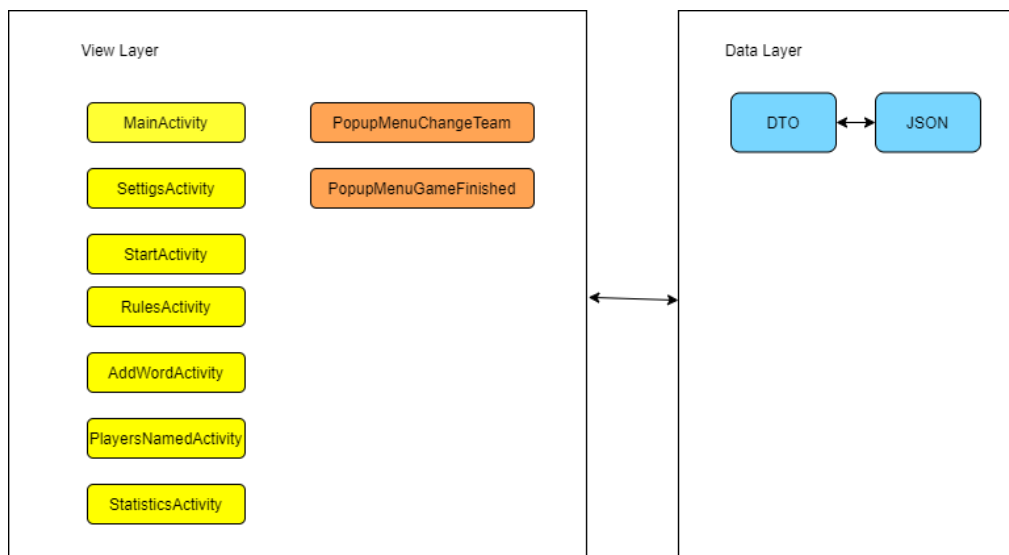 View Layer
MainActivity
SettigsActivity
StartActivity
RulesActivity
AddWordActivity
PlayersNamedActivity
StatisticsActivity
PopupMenuChangeTeam
PopupMenuGameFinished
Data Layer
DTO
JSON